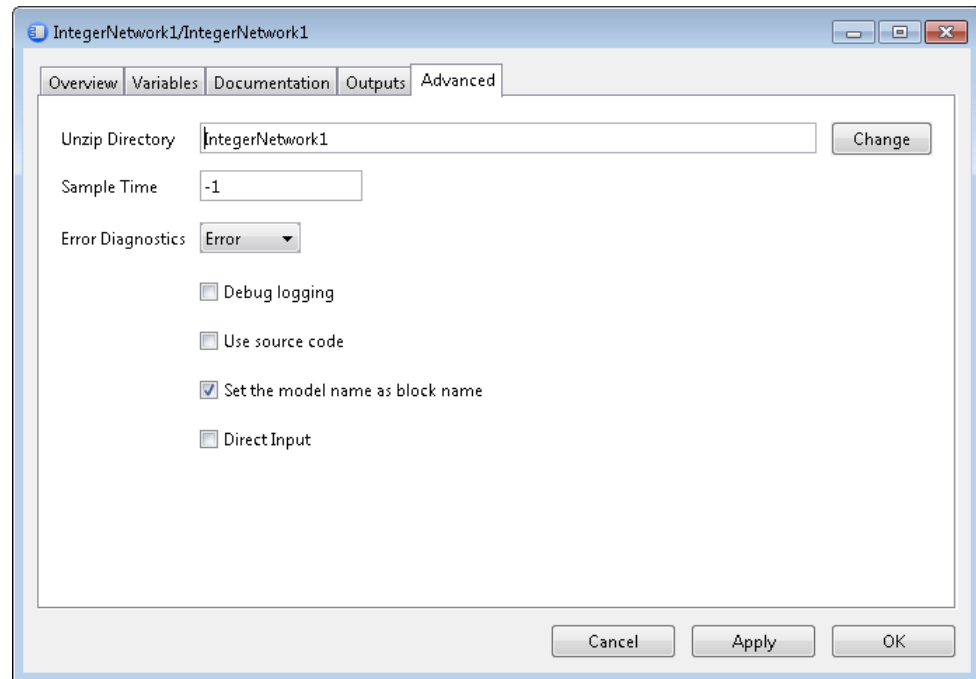 IntegerNetwork1/IntegerNetwork1
Overview Variables Documentation Outputs Advanced
Unzip Directory IntegerNetwork1 Change
Sample Time -1
Error Diagnostics Error
Debug logging
Use source code
Set the model name as block name
Direct Input
Cancel Apply OK